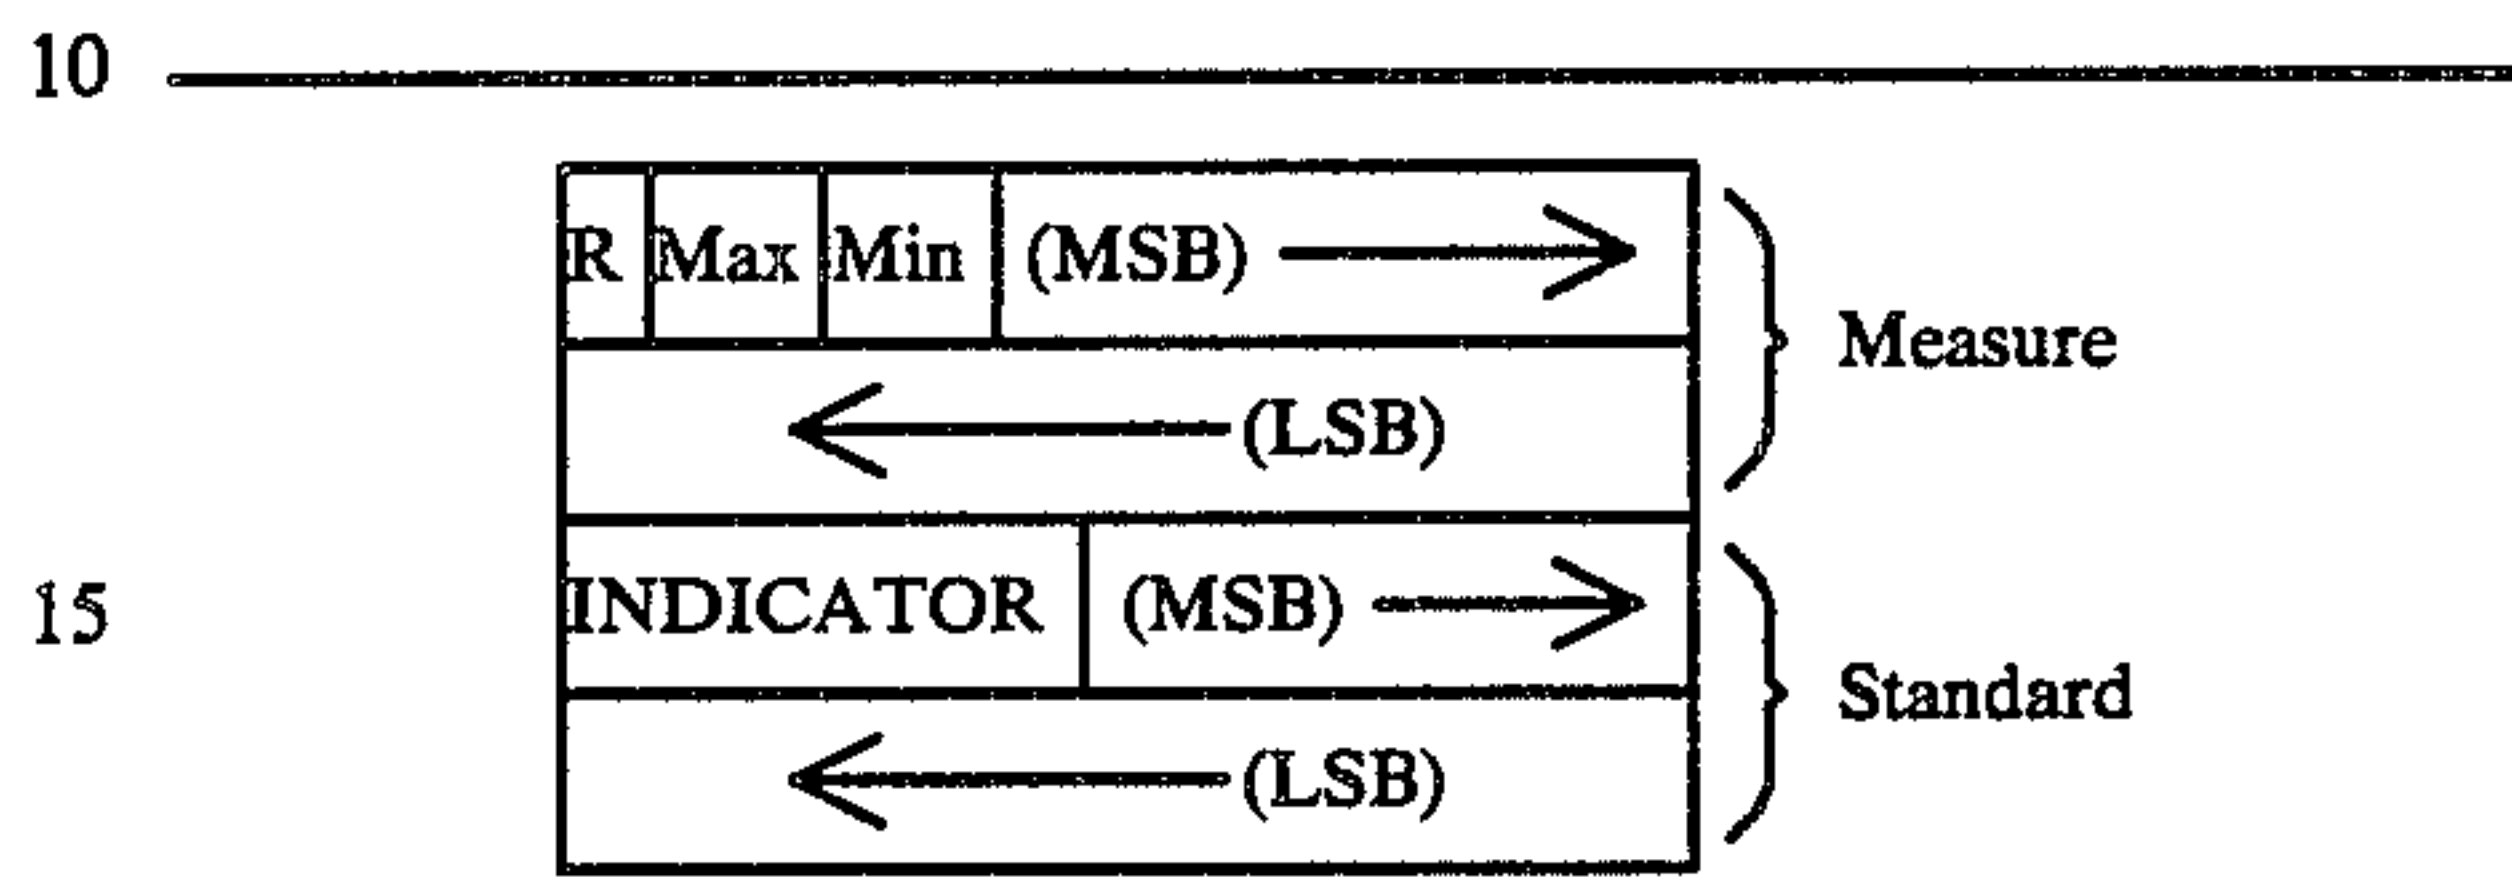 10
R Max Min (MSB)
Measure
(LSB)
15 INDICATOR (MSB)
Standard
(LSB)